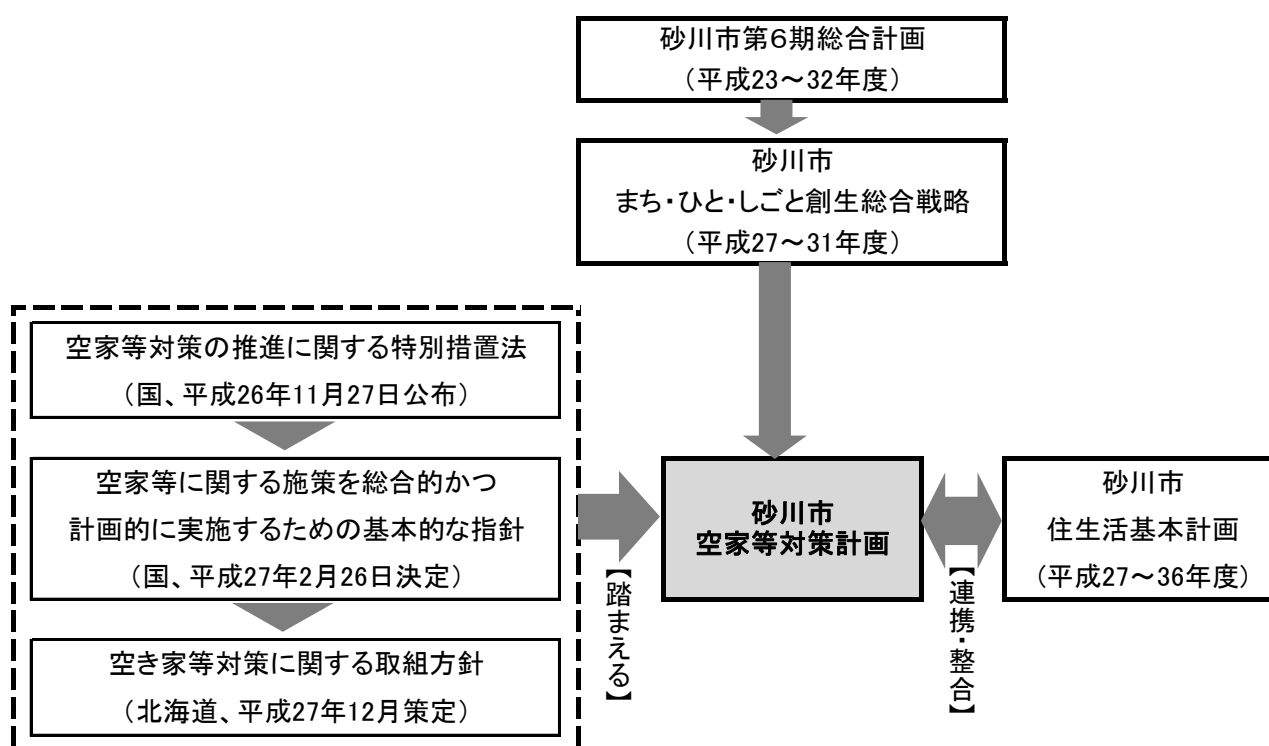 砂川市第6期総合計画
（平成23～32年度）
砂川市
まち・ひと・しごと創生総合戦略
（平成27～31年度）
空家等対策の推進に関する特別措置法
（国、平成26年11月27日公布）
空家等に関する施策を総合的かつ
計画的に実施するための基本的な指針
（国、平成27年2月26日決定）
空き家等対策に関する取組方針
（北海道、平成27年12月策定）
【踏まえる】
砂川市
空家等対策計画
【連携・整合】
砂川市
住生活基本計画
（平成27～36年度）